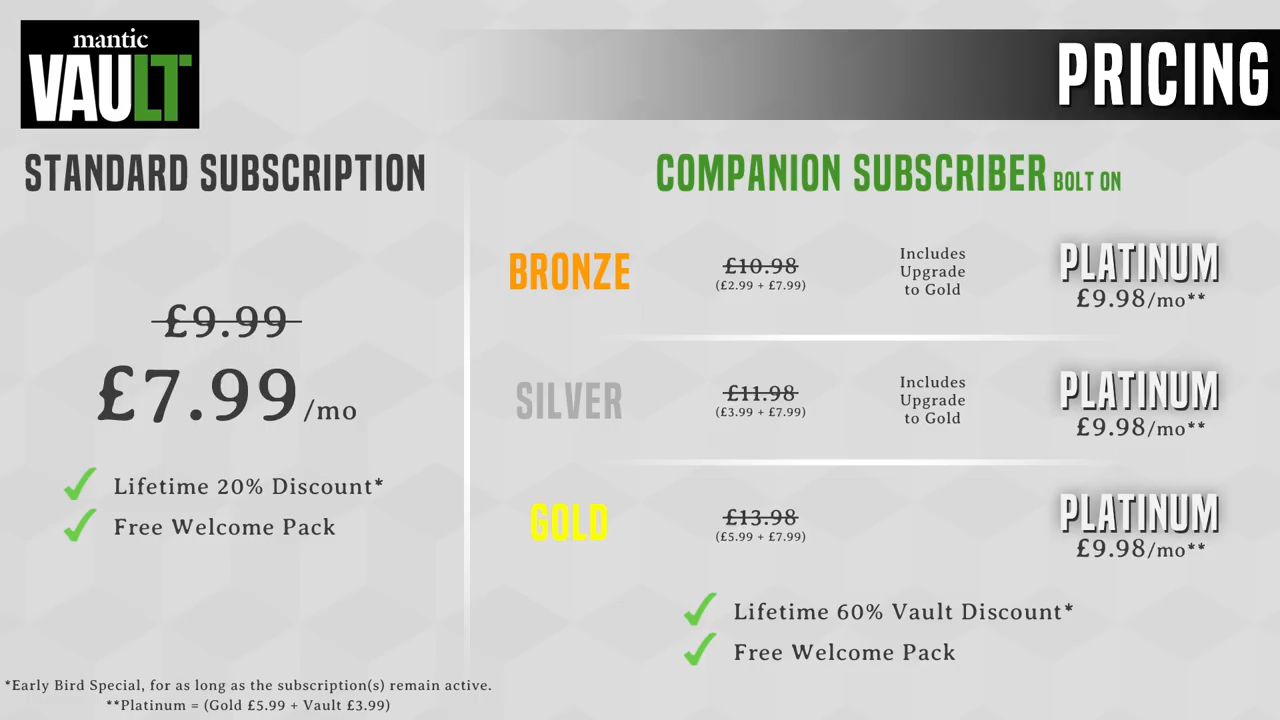 mantic
VAULT
PRICING
STANDARD SUBSCRIPTION
£9.99
£7.99/mo
Lifetime 20% Discount*
Free Welcome Pack
COMPANION SUBSCRIBER BOLT ON
BRONZE
£10.98
(£2.99 + £7.99)
Includes
Upgrade
to Gold
PLATINUM
£9.98/mo**
SILVER
£11.98
(£3.99 + £7.99)
Includes
Upgrade
to Gold
PLATINUM
£9.98/mo**
GOLD
£13.98
(£5.99 + £7.99)
PLATINUM
£9.98/mo**
Lifetime 60% Vault Discount*
Free Welcome Pack
*Early Bird Special, for as long as the subscription(s) remain active.
**Platinum = (Gold £5.99 + Vault £3.99)